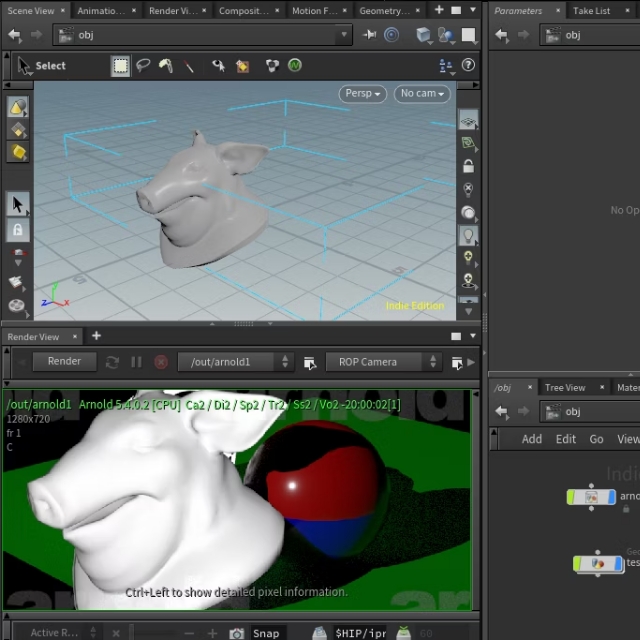 Scene View × Animatio... × Render Vi... × Composit... × Motion F... × Geometry... ×
Parameters × Take List ×
obj
obj
Select
Persp
No cam
No Op
Indie Edition
Render View ×
Render
/out/arnold1
ROP Camera
/out/arnold1 Arnold 5.4.0.2 [CPU] Ca2 / Di2 / Sp2 / Tr2 / Ss2 / Vo2 -20:00:02[1]
1280x720
fr 1
C
Ctrl+Left to show detailed pixel information.
Active R...
Snap
$HIP/ipr
/obj × Tree View × Mater
obj
Add Edit Go View
Indi
arno
Geo
tes